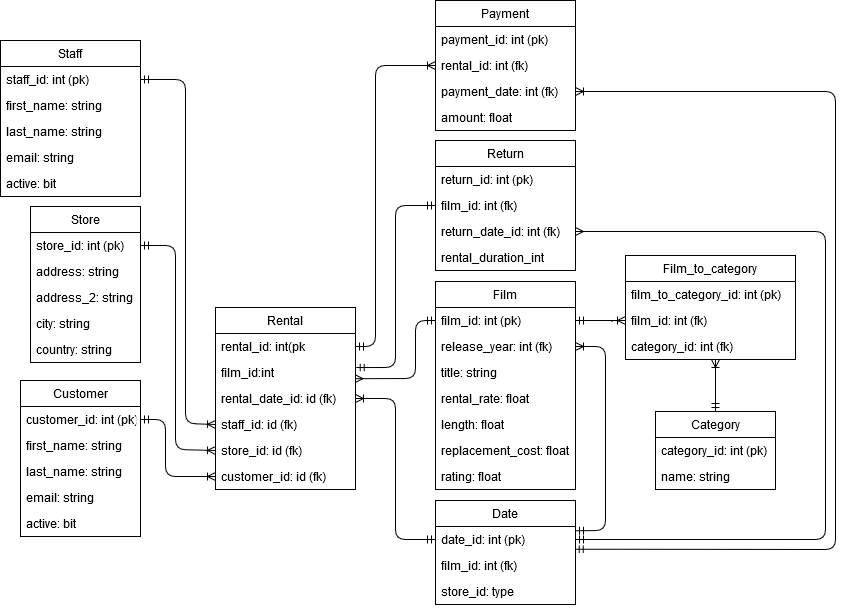 Payment
payment_id: int (pk)
rental_id: int (fk)
payment_date: int (fk)
amount: float
Staff
staff_id: int (pk)
first_name: string
last_name: string
email: string
active: bit
Return
return_id: int (pk)
film_id: int (fk)
return_date_id: int (fk)
rental_duration_int
Store
store_id: int (pk)
address: string
address_2: string
city: string
country: string
Film_to_category
film_to_category_id: int (pk)
film_id: int (fk)
category_id: int (fk)
Film
film_id: int (pk)
release_year: int (fk)
title: string
rental_rate: float
length: float
replacement_cost: float
rating: float
Rental
rental_id: int(pk
film_id:int
rental_date_id: id (fk)
staff_id: id (fk)
store_id: id (fk)
customer_id: id (fk)
Customer
customer_id: int (pk)
first_name: string
last_name: string
email: string
active: bit
Category
category_id: int (pk)
name: string
Date
date_id: int (pk)
film_id: int (fk)
store_id: type